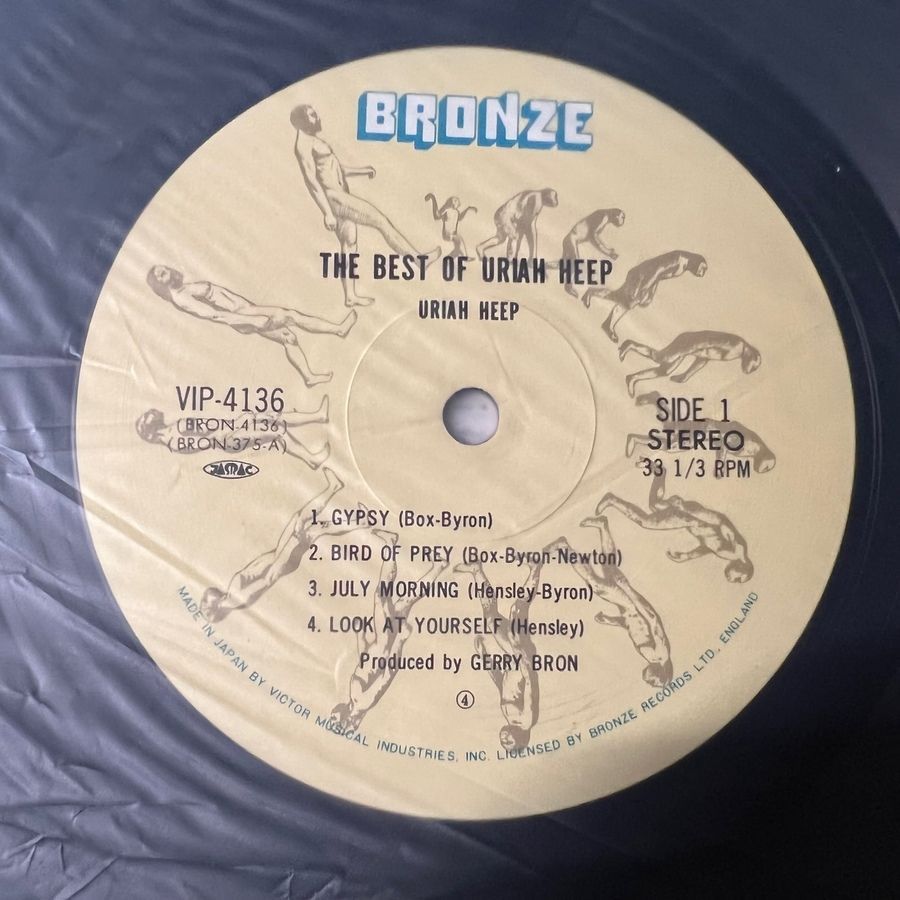 BRONZE
THE BEST OF URIAH HEEP
URIAH HEEP
VIP-4136
(BRON-4136)
(BRON-375-A)
JASRAC
SIDE 1
STEREO
33 1/3 RPM
1. GYPSY (Box-Byron)
2. BIRD OF PREY (Box-Byron-Newton)
3. JULY MORNING (Hensley-Byron)
4. LOOK AT YOURSELF (Hensley)
Produced by GERRY BRON
④
MADE IN JAPAN BY VICTOR MUSICAL INDUSTRIES, INC. LICENSED BY BRONZE RECORDS LTD., ENGLAND